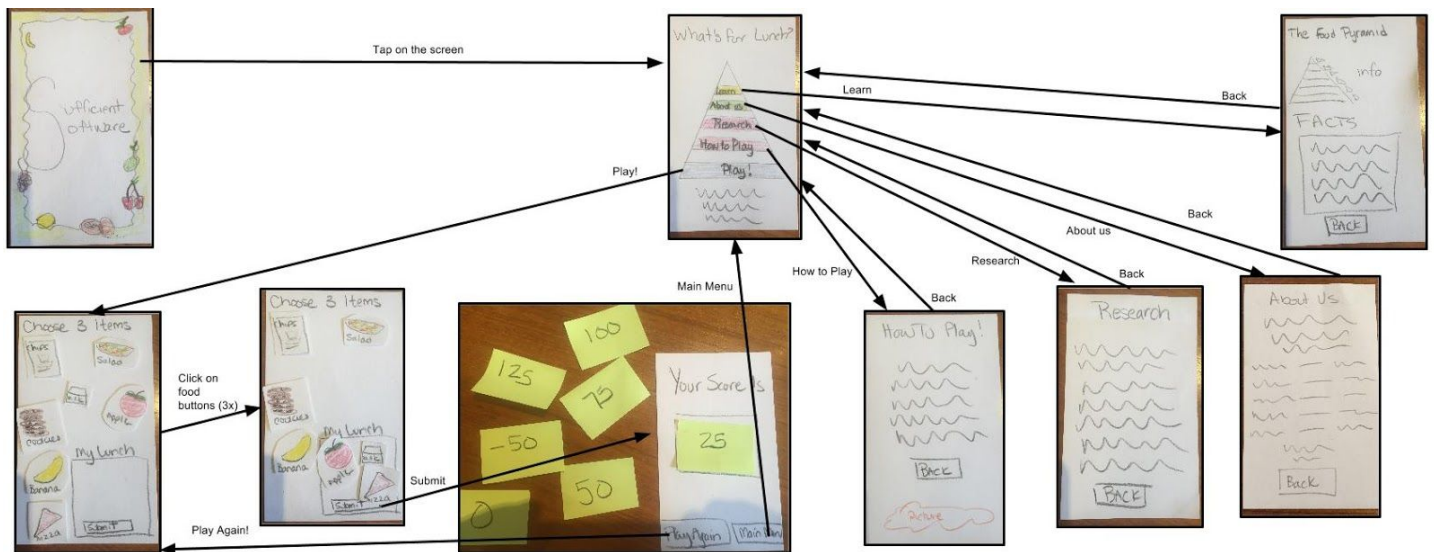 Sufficient
Software
Tap on the screen
What's For Lunch?
Learn
About us
Research
How to Play
Play!
Learn
Back
The Food Pyramid
info
FACTS
BACK
Play!
Back
About us
Research
Back
How to Play
Back
Main Menu
Choose 3 Items
Chips
Salad
milk
apple
cookies
My Lunch
Banana
Pizza
Submit
Click on
food
buttons (3x)
Choose 3 Items
Chips
Salad
cookies
My Lunch
Banana
apple
milk
Pizza
Submit
Submit
Play Again!
100
125
75
-50
50
0
Your Score Is
25
Play Again
Main Menu
How To Play!
BACK
Picture
Research
BACK
About Us
Back